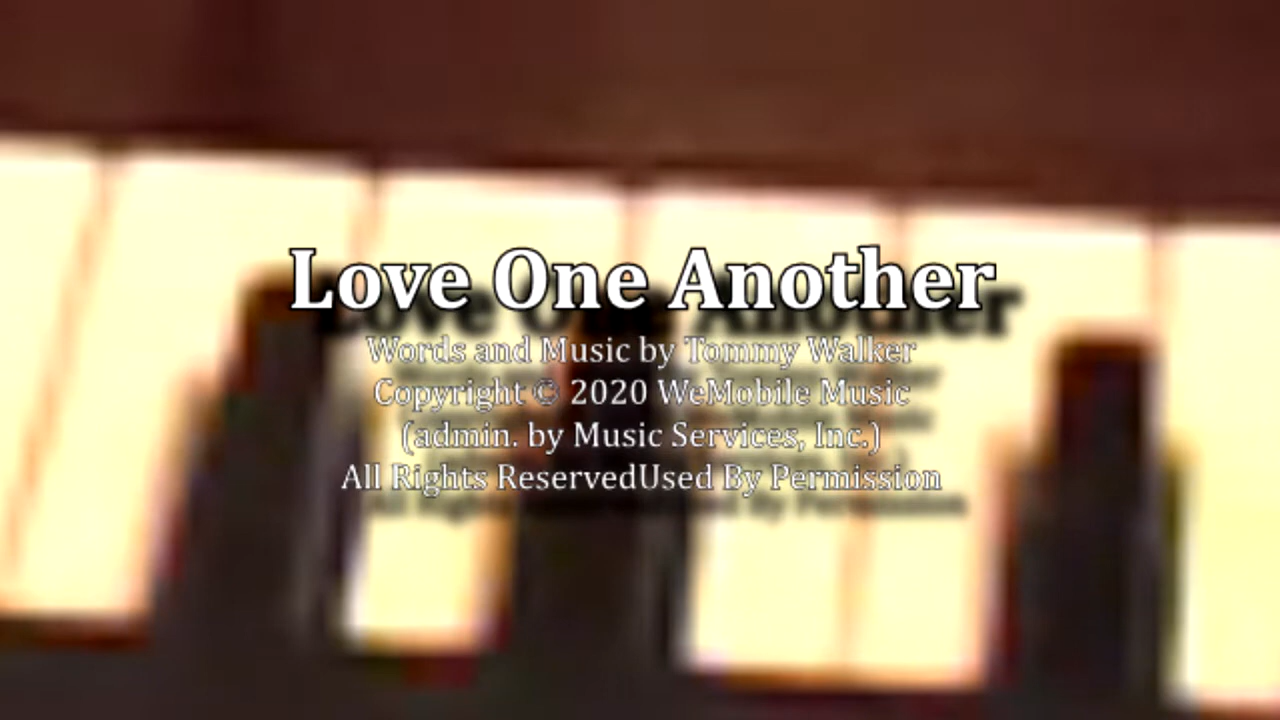 Love One Another
Words and Music by Tommy Walker
Copyright © 2020 WeMobile Music
(admin. by Music Services, Inc.)
All Rights ReservedUsed By Permission